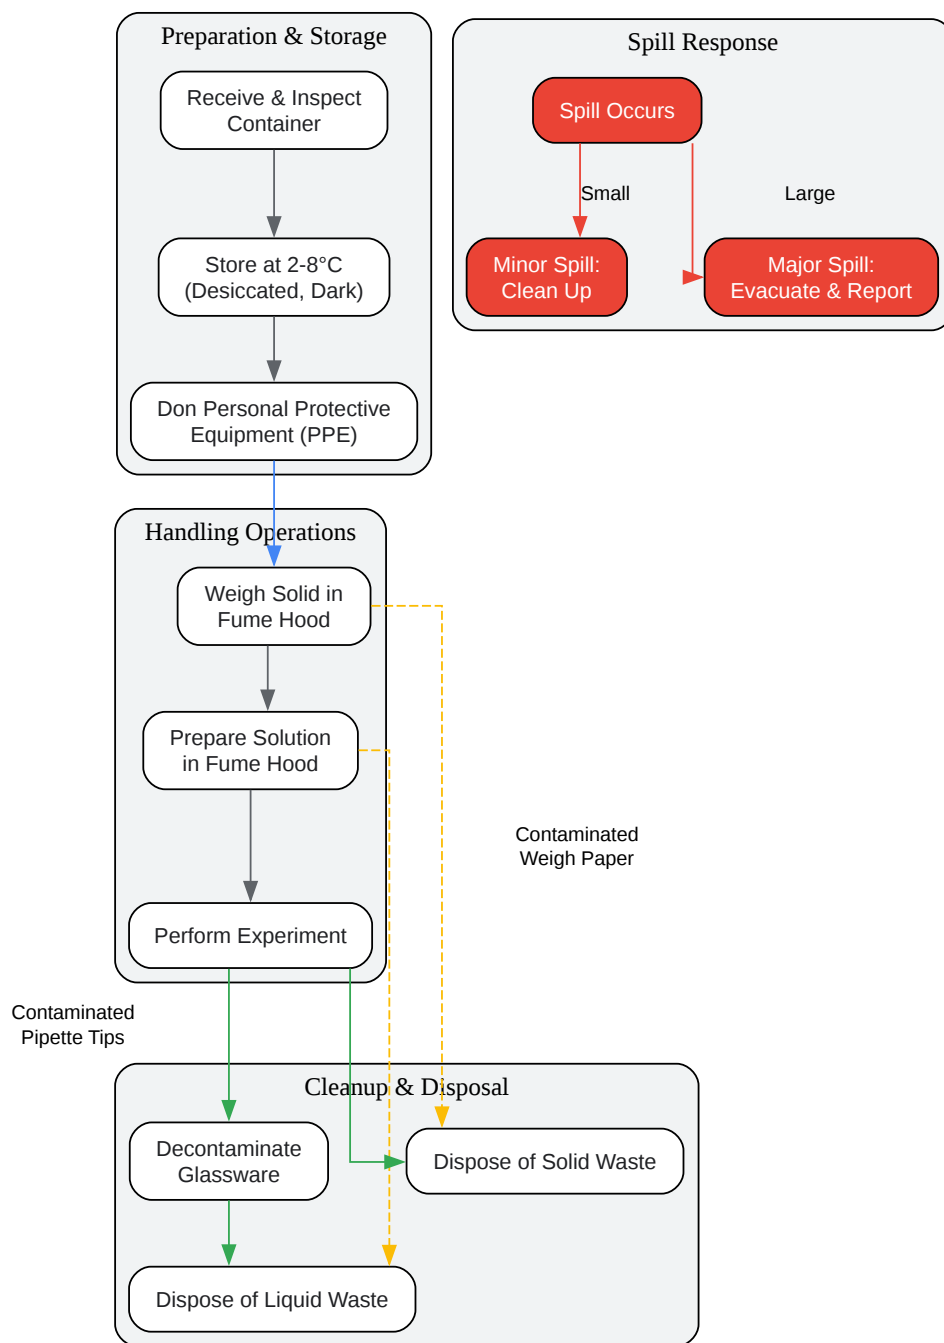 Preparation & Storage
Receive & Inspect
Container
Store at 2-8°C
(Desiccated, Dark)
Don Personal Protective
Equipment (PPE)
Spill Response
Spill Occurs
Small
Large
Minor Spill:
Clean Up
Major Spill:
Evacuate & Report
Handling Operations
Weigh Solid in
Fume Hood
Prepare Solution
in Fume Hood
Contaminated
Weigh Paper
Perform Experiment
Contaminated
Pipette Tips
Cleanup & Disposal
Decontaminate
Glassware
Dispose of Solid Waste
Dispose of Liquid Waste